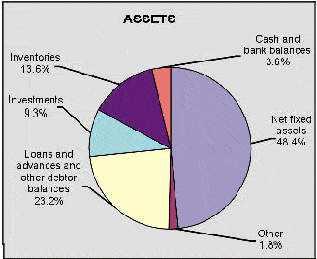 ASSETS
Cash and
bank balances
3.6%
Inventories
13.6%
Investments
9.3%
Net fixed
assets
48.4%
Loans and
advances and
other debtor
balances
23.2%
Other
1.8%